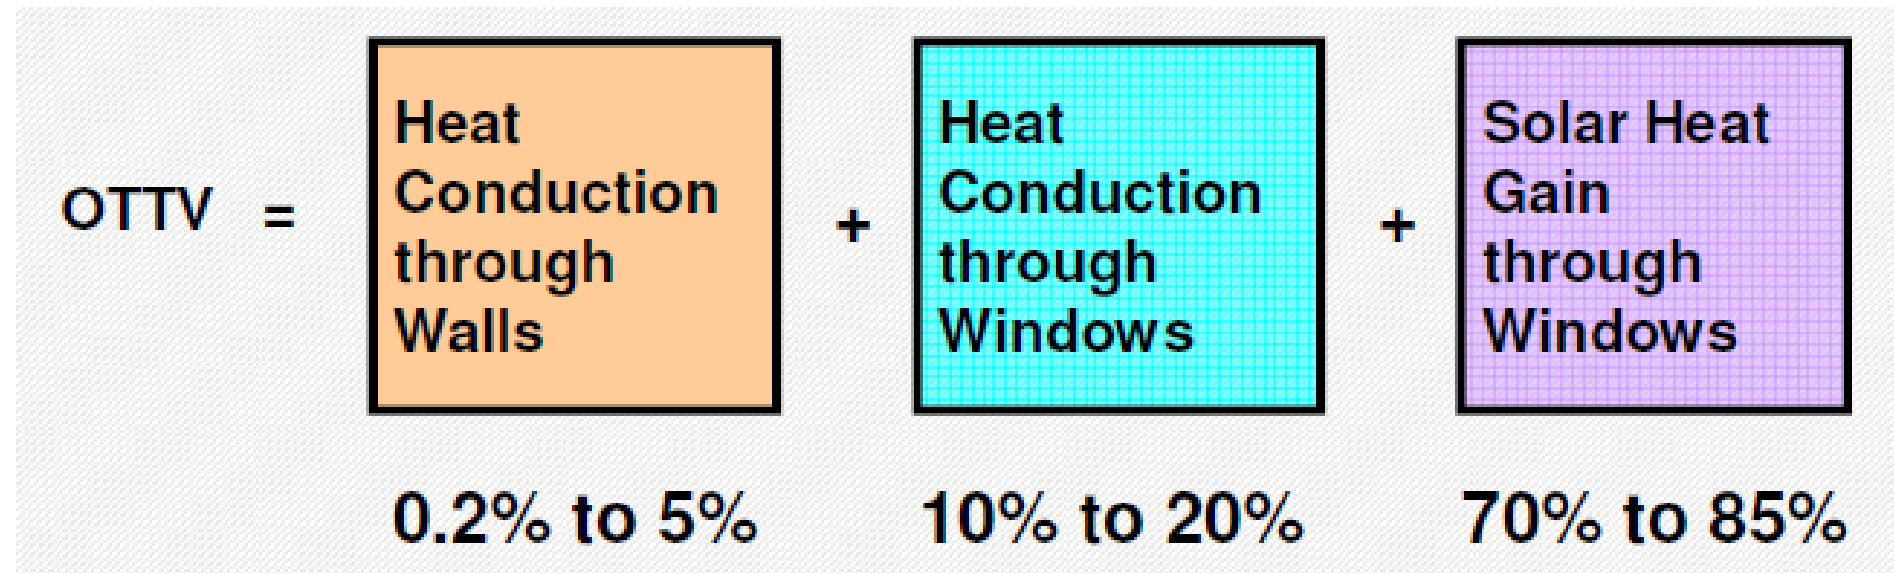 OTTV =
Heat
Conduction
through
Walls
+
Heat
Conduction
through
Windows
+
Solar Heat
Gain
through
Windows
0.2% to 5%
10% to 20%
70% to 85%